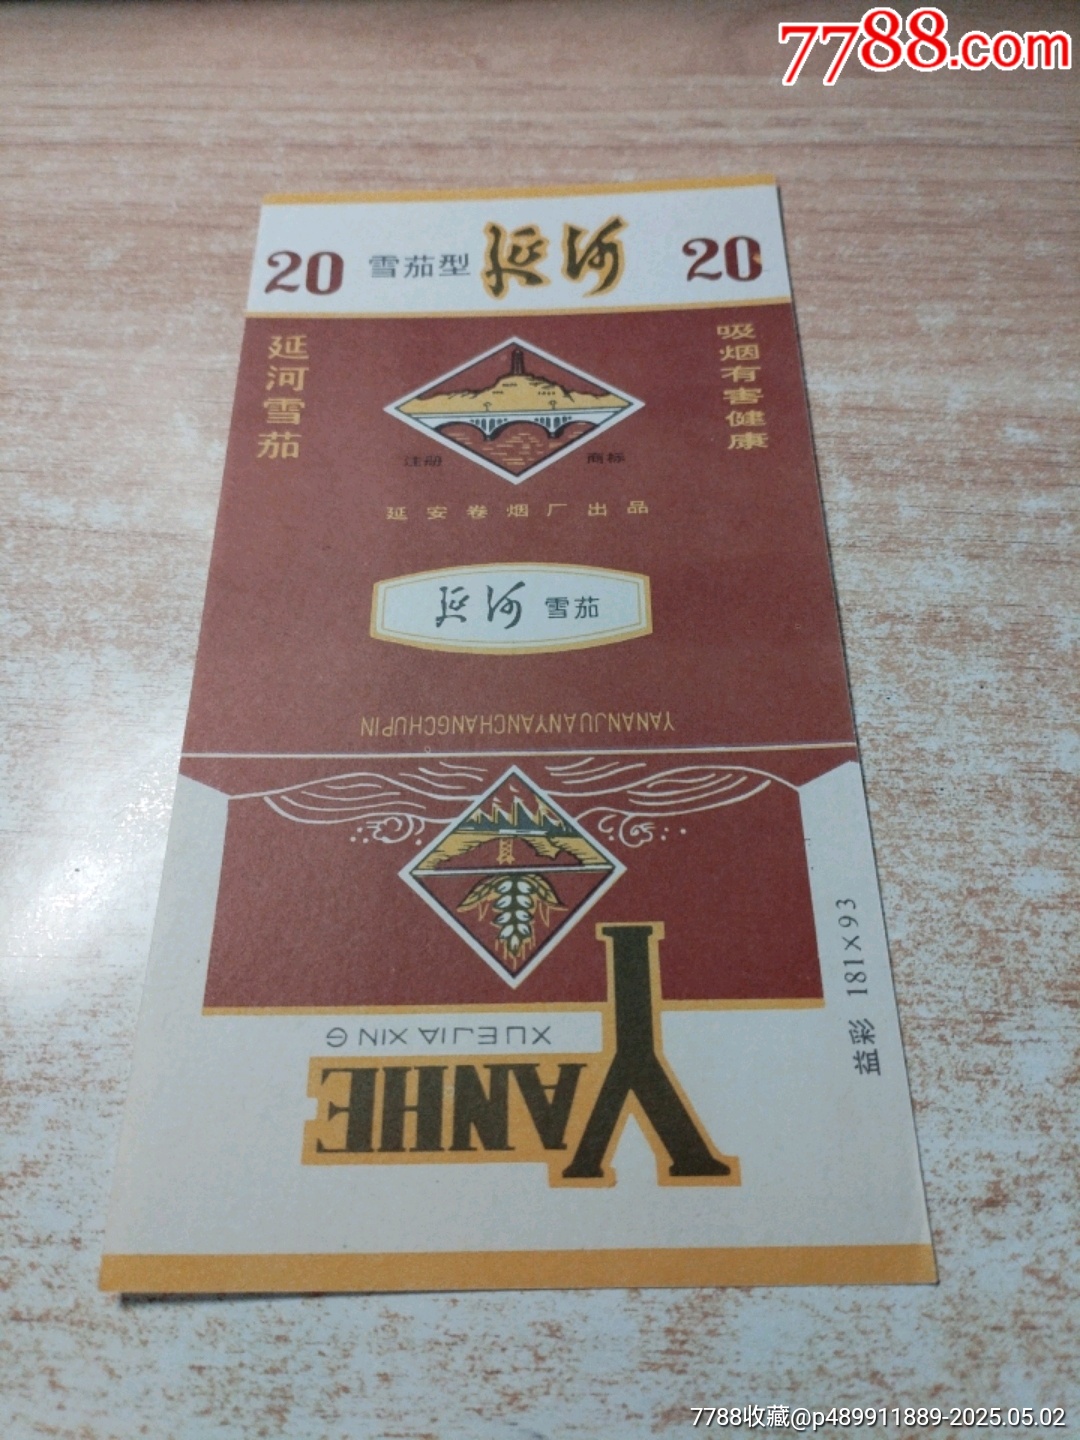 7788.com
20 雪茄型 延河 20
延河雪茄
吸烟有害健康
注册 商标
延安卷烟厂出品
延河 雪茄
YANANJUANYANCHANGCHUPIN
XUEJIA XING
YANHE
益彩 181×93
7788收藏@p489911889-2025.05.02